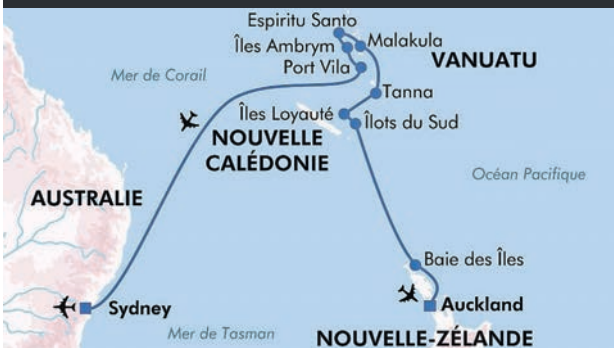 Espiritu Santo
Îles Ambrym
Malakula
VANUATU
Port Vila
Mer de Corail
Tanna
Îles Loyauté
Îlots du Sud
NOUVELLE
CALÉDONIE
Océan Pacifique
AUSTRALIE
Baie des Îles
Sydney
Auckland
Mer de Tasman
NOUVELLE-ZÉLANDE